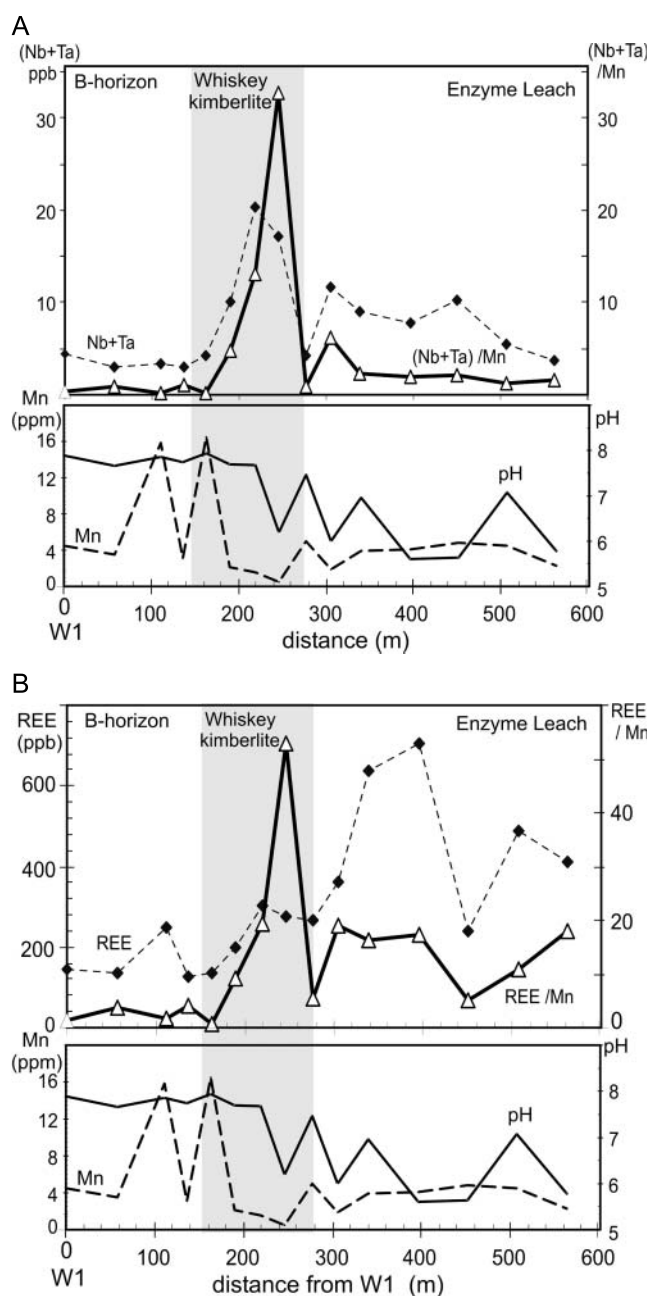 A
(Nb+Ta)
ppb
(Nb+Ta)
/Mn
B-horizon
Whiskey
kimberlite
Enzyme Leach
30
30
20
20
10
10
Nb+Ta
(Nb+Ta) /Mn
Mn
(ppm)
pH
16
8
12
7
8
pH
Mn
4
6
0
5
0
100
200
300
400
500
600
W1
distance (m)
B
REE
(ppb)
REE
/ Mn
B-horizon
Whiskey
kimberlite
Enzyme Leach
600
40
400
20
200
REE
REE /Mn
0
0
Mn
(ppm)
pH
16
8
12
7
pH
8
Mn
6
4
0
5
0
100
200
300
400
500
600
W1
distance from W1 (m)